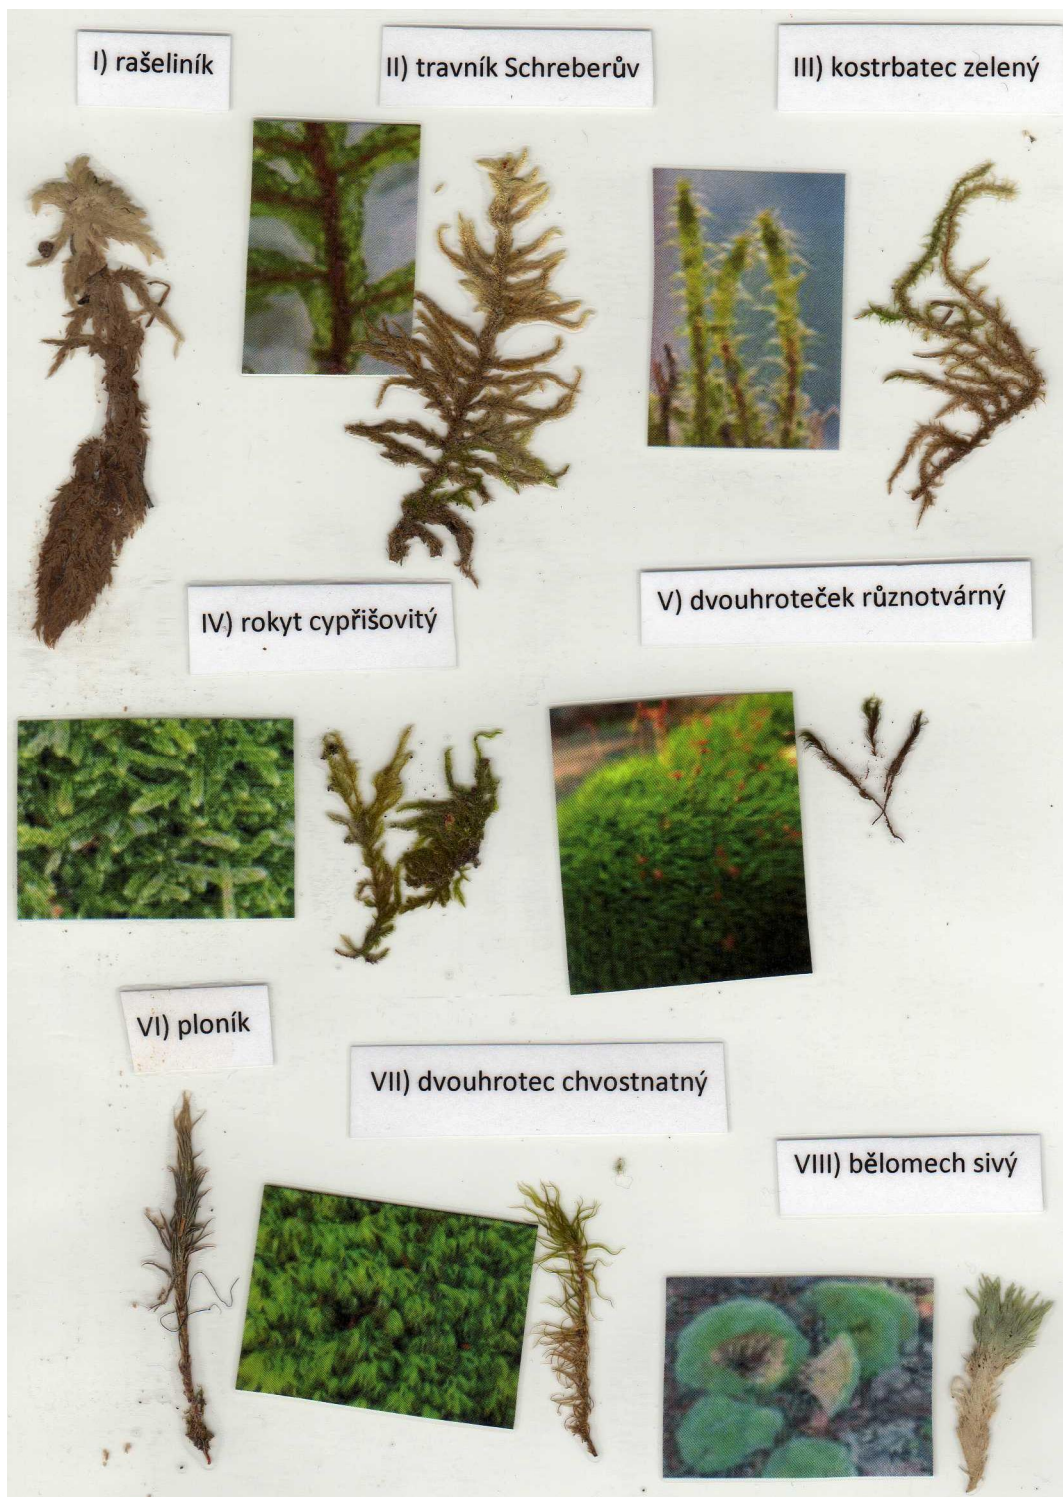 I) rašeliník
II) travník Schreberův
III) kostrbatec zelený
IV) rokyt cypřišovitý
V) dvouhroteček různotvárný
VI) ploník
VII) dvouhrotec chvostnatný
VIII) bělomech sivý